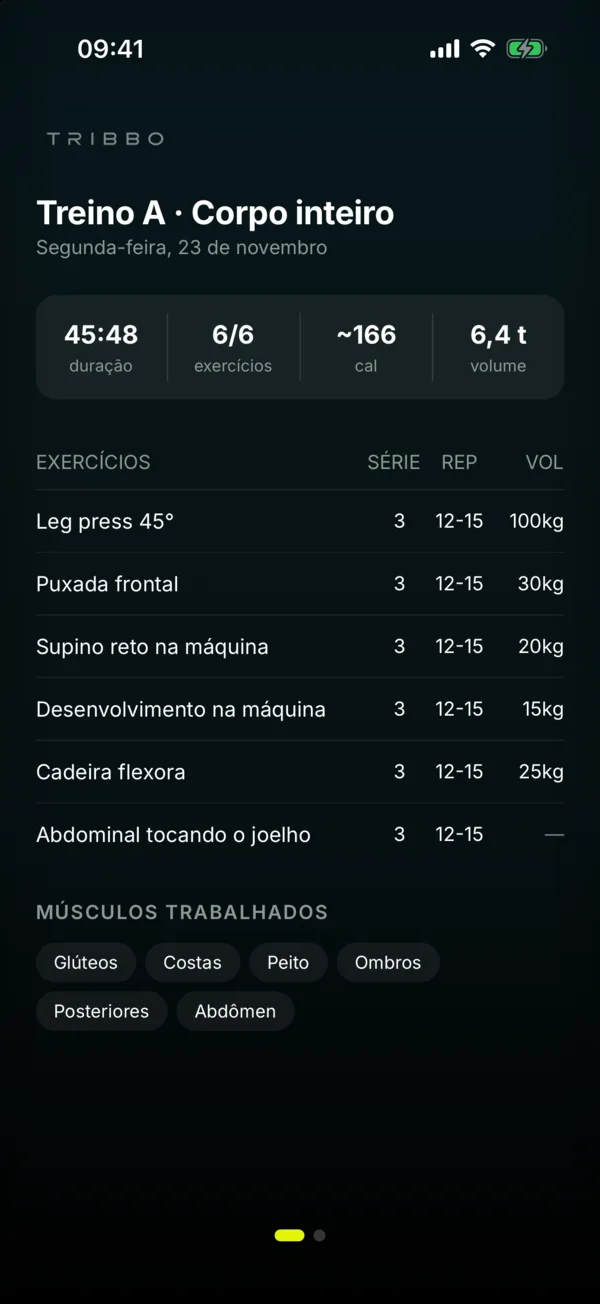 09:41
TRIBBO
Treino A · Corpo inteiro
Segunda-feira, 23 de novembro
45:48 6/6 ~166 6,4 t
duração exercícios cal volume
EXERCÍCIOS SÉRIE REP VOL
Leg press 45° 3 12-15 100kg
Puxada frontal 3 12-15 30kg
Supino reto na máquina 3 12-15 20kg
Desenvolvimento na máquina 3 12-15 15kg
Cadeira flexora 3 12-15 25kg
Abdominal tocando o joelho 3 12-15 —
MÚSCULOS TRABALHADOS
Glúteos Costas Peito Ombros
Posteriores Abdômen